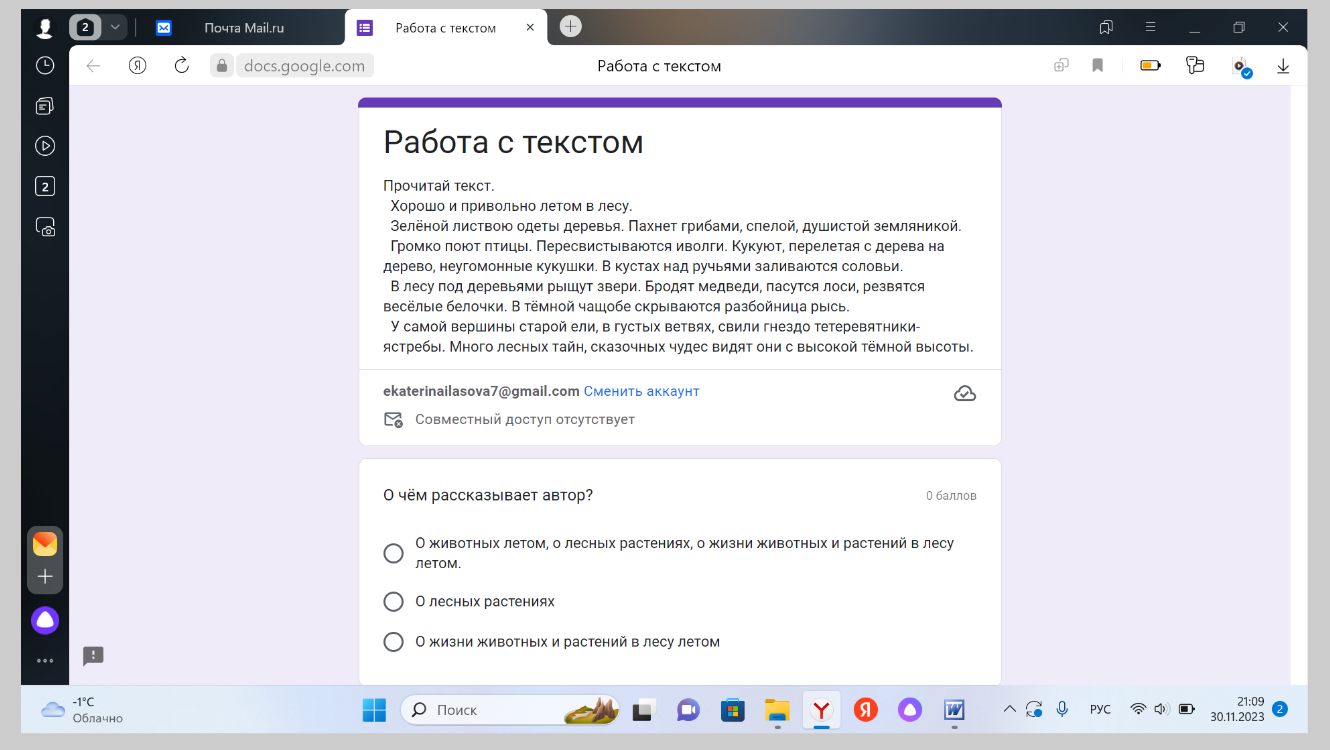 2
Почта Mail.ru
Работа с текстом
Я
docs.google.com
Работа с текстом
2
Работа с текстом
Прочитай текст.
Хорошо и привольно летом в лесу.
Зелёной листвою одеты деревья. Пахнет грибами, спелой, душистой земляникой.
Громко поют птицы. Пересвистываются иволги. Кукуют, перелетая с дерева на
дерево, неугомонные кукушки. В кустах над ручьями заливаются соловьи.
В лесу под деревьями рыщут звери. Бродят медведи, пасутся лоси, резвятся
весёлые белочки. В тёмной чащобе скрываются разбойница рысь.
У самой вершины старой ели, в густых ветвях, свили гнездо тетеревятники-
ястребы. Много лесных тайн, сказочных чудес видят они с высокой тёмной высоты.
ekaterinailasova7@gmail.com Сменить аккаунт
Совместный доступ отсутствует
О чём рассказывает автор?
0 баллов
О животных летом, о лесных растениях, о жизни животных и растений в лесу
летом.
О лесных растениях
О жизни животных и растений в лесу летом
-1°C
Облачно
Поиск
Y
Я
W
РУС
21:09
30.11.2023
2